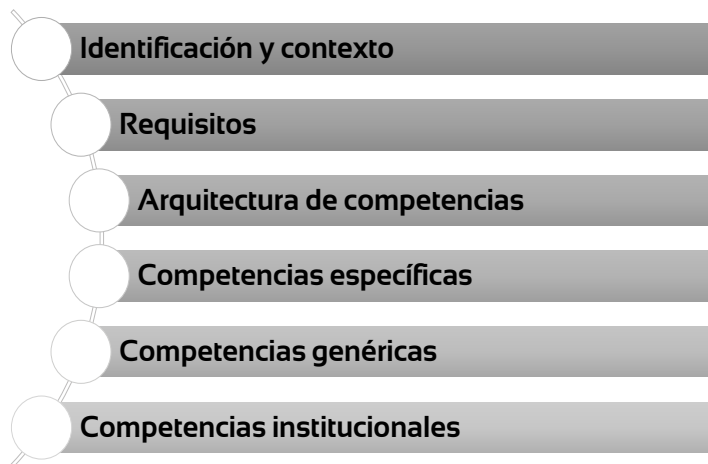 Identificación y contexto
Requisitos
Arquitectura de competencias
Competencias específicas
Competencias genéricas
Competencias institucionales